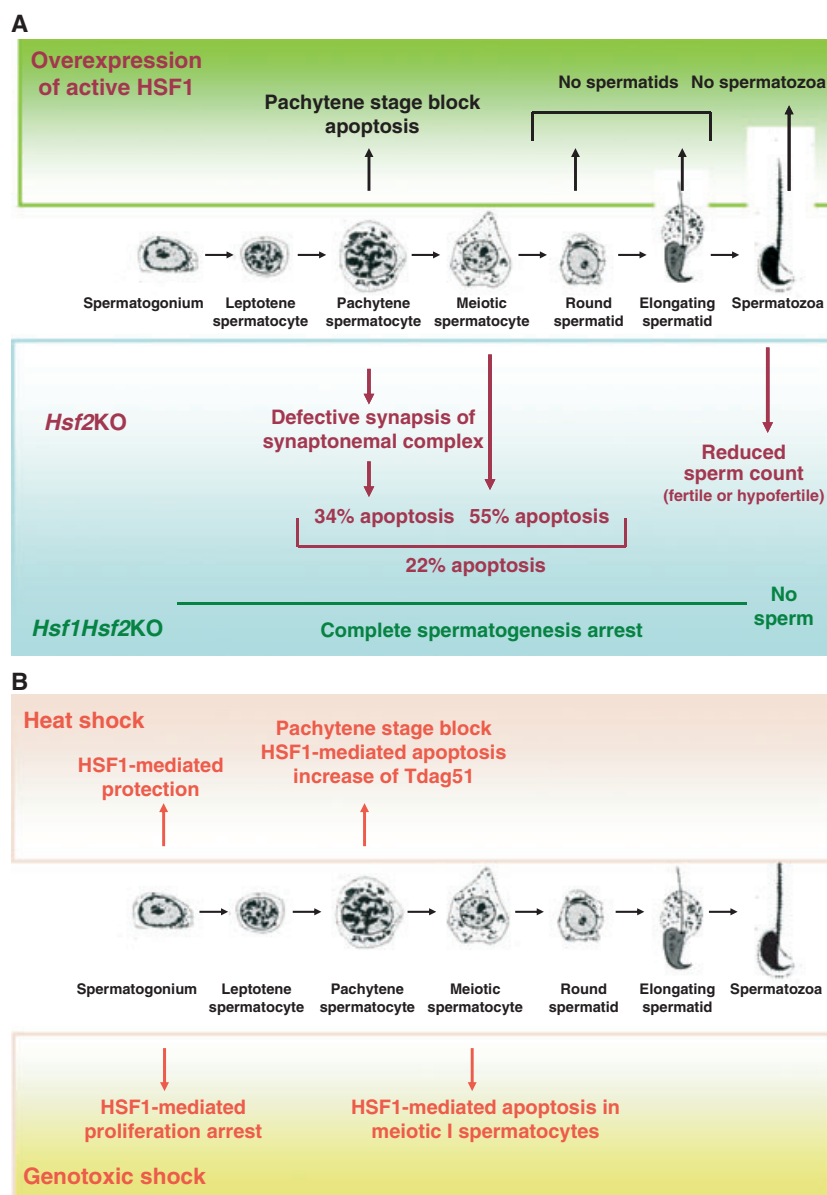 A
Overexpression
of active HSF1
Pachytene stage block
apoptosis
No spermatids
No spermatozoa
Spermatogonium
Leptotene
spermatocyte
Pachytene
spermatocyte
Meiotic
spermatocyte
Round
spermatid
Elongating
spermatid
Spermatozoa
Hsf2KO
Defective synapsis of
synaptonemal complex
34% apoptosis
55% apoptosis
22% apoptosis
Reduced
sperm count
(fertile or hypofertile)
Hsf1Hsf2KO
Complete spermatogenesis arrest
No
sperm
B
Heat shock
HSF1-mediated
protection
Pachytene stage block
HSF1-mediated apoptosis
increase of Tdag51
Spermatogonium
Leptotene
spermatocyte
Pachytene
spermatocyte
Meiotic
spermatocyte
Round
spermatid
Elongating
spermatid
Spermatozoa
HSF1-mediated
proliferation arrest
HSF1-mediated apoptosis in
meiotic I spermatocytes
Genotoxic shock